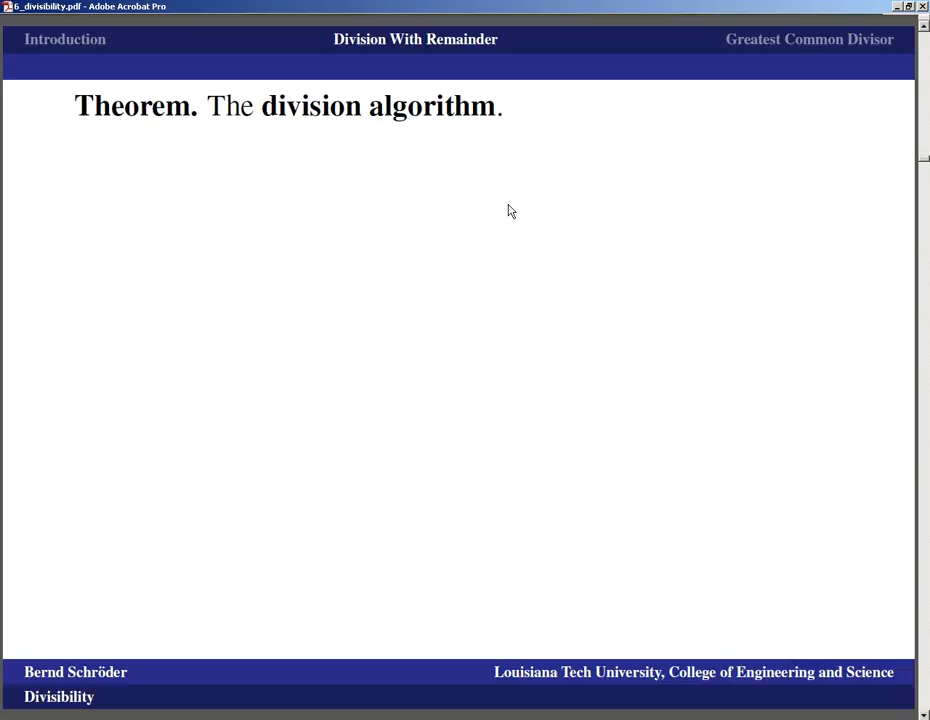 6_divisibility.pdf - Adobe Acrobat Pro
Introduction Division With Remainder Greatest Common Divisor
Theorem. The division algorithm.
Bernd Schröder Louisiana Tech University, College of Engineering and Science
Divisibility